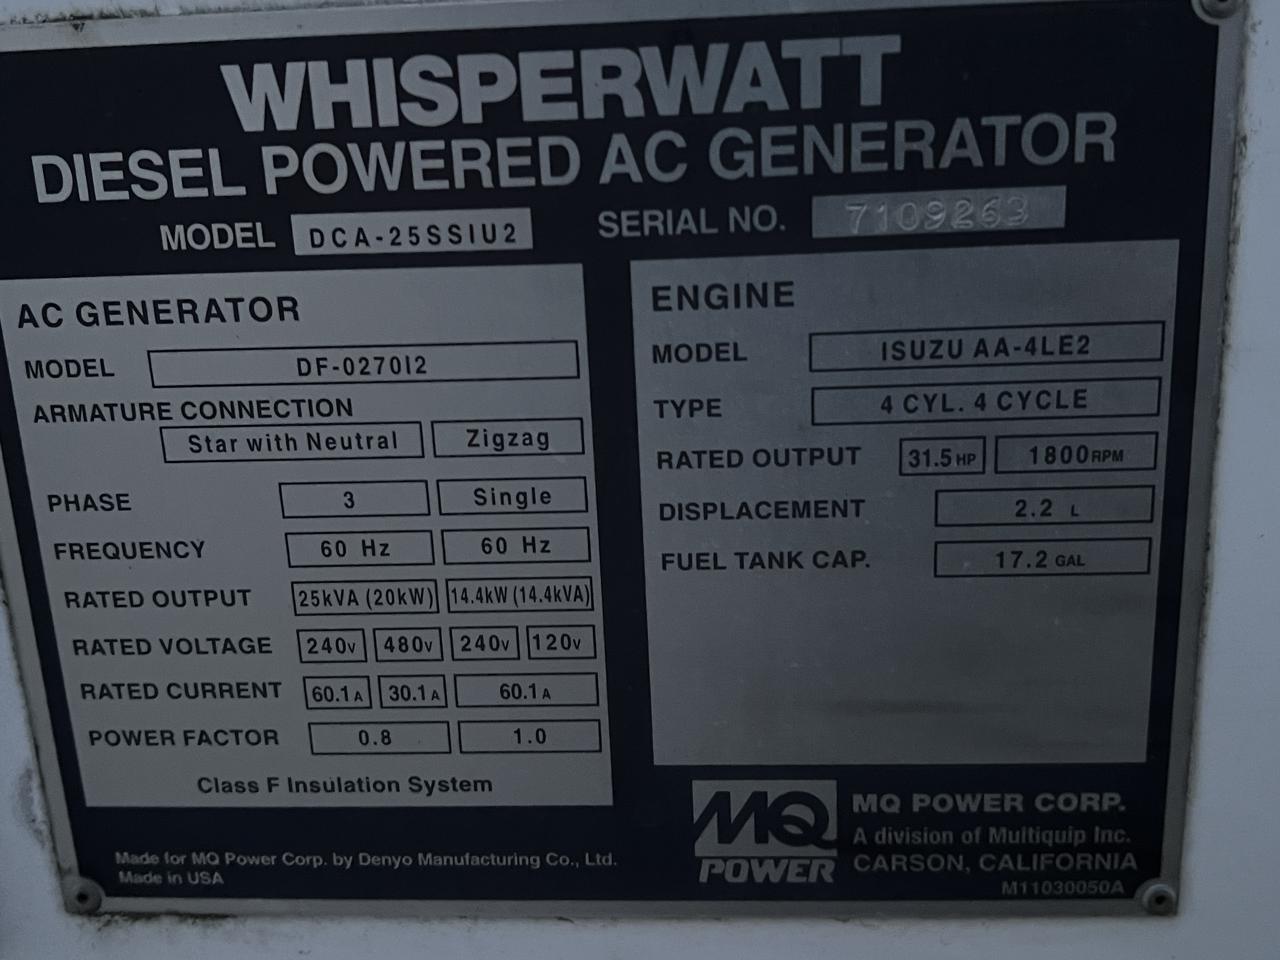 WHISPERWATT
DIESEL POWERED AC GENERATOR
MODEL DCA-25SSIU2 SERIAL NO. 7109263
AC GENERATOR
MODEL DF-0270I2
ARMATURE CONNECTION
Star with Neutral Zigzag
PHASE 3 Single
FREQUENCY 60 Hz 60 Hz
RATED OUTPUT 25kVA (20kW) 14.4kW (14.4kVA)
RATED VOLTAGE 240V 480V 240V 120V
RATED CURRENT 60.1A 30.1A 60.1A
POWER FACTOR 0.8 1.0
Class F Insulation System
ENGINE
MODEL ISUZU AA-4LE2
TYPE 4 CYL. 4 CYCLE
RATED OUTPUT 31.5HP 1800RPM
DISPLACEMENT 2.2 L
FUEL TANK CAP. 17.2 GAL
Made for MQ Power Corp. by Denyo Manufacturing Co., Ltd.
Made in USA
MQ
POWER
MQ POWER CORP.
A division of Multiquip Inc.
CARSON, CALIFORNIA
M11030050A